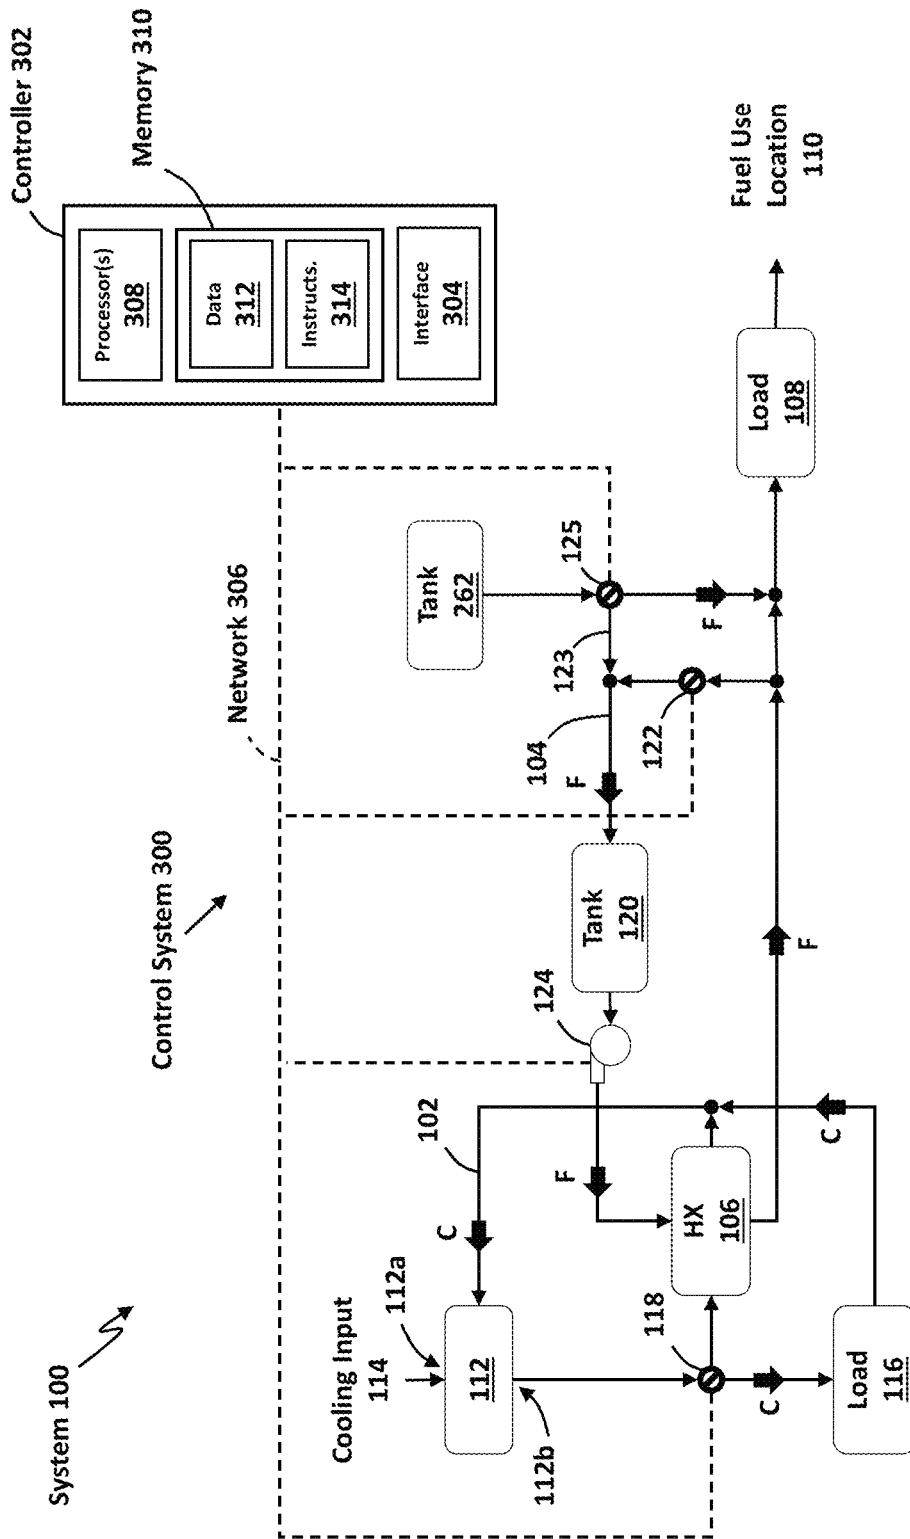 System 100
Control System 300
Network 306
Controller 302
Memory 310
Processor(s)
308
Data
312
Instructs.
314
Interface
304
Cooling Input
114
112a
112
112b
C
102
F
124
Tank
120
F
104
123
Tank
262
125
122
F
118
HX
106
C
Load
116
C
F
Load
108
Fuel Use
Location
110